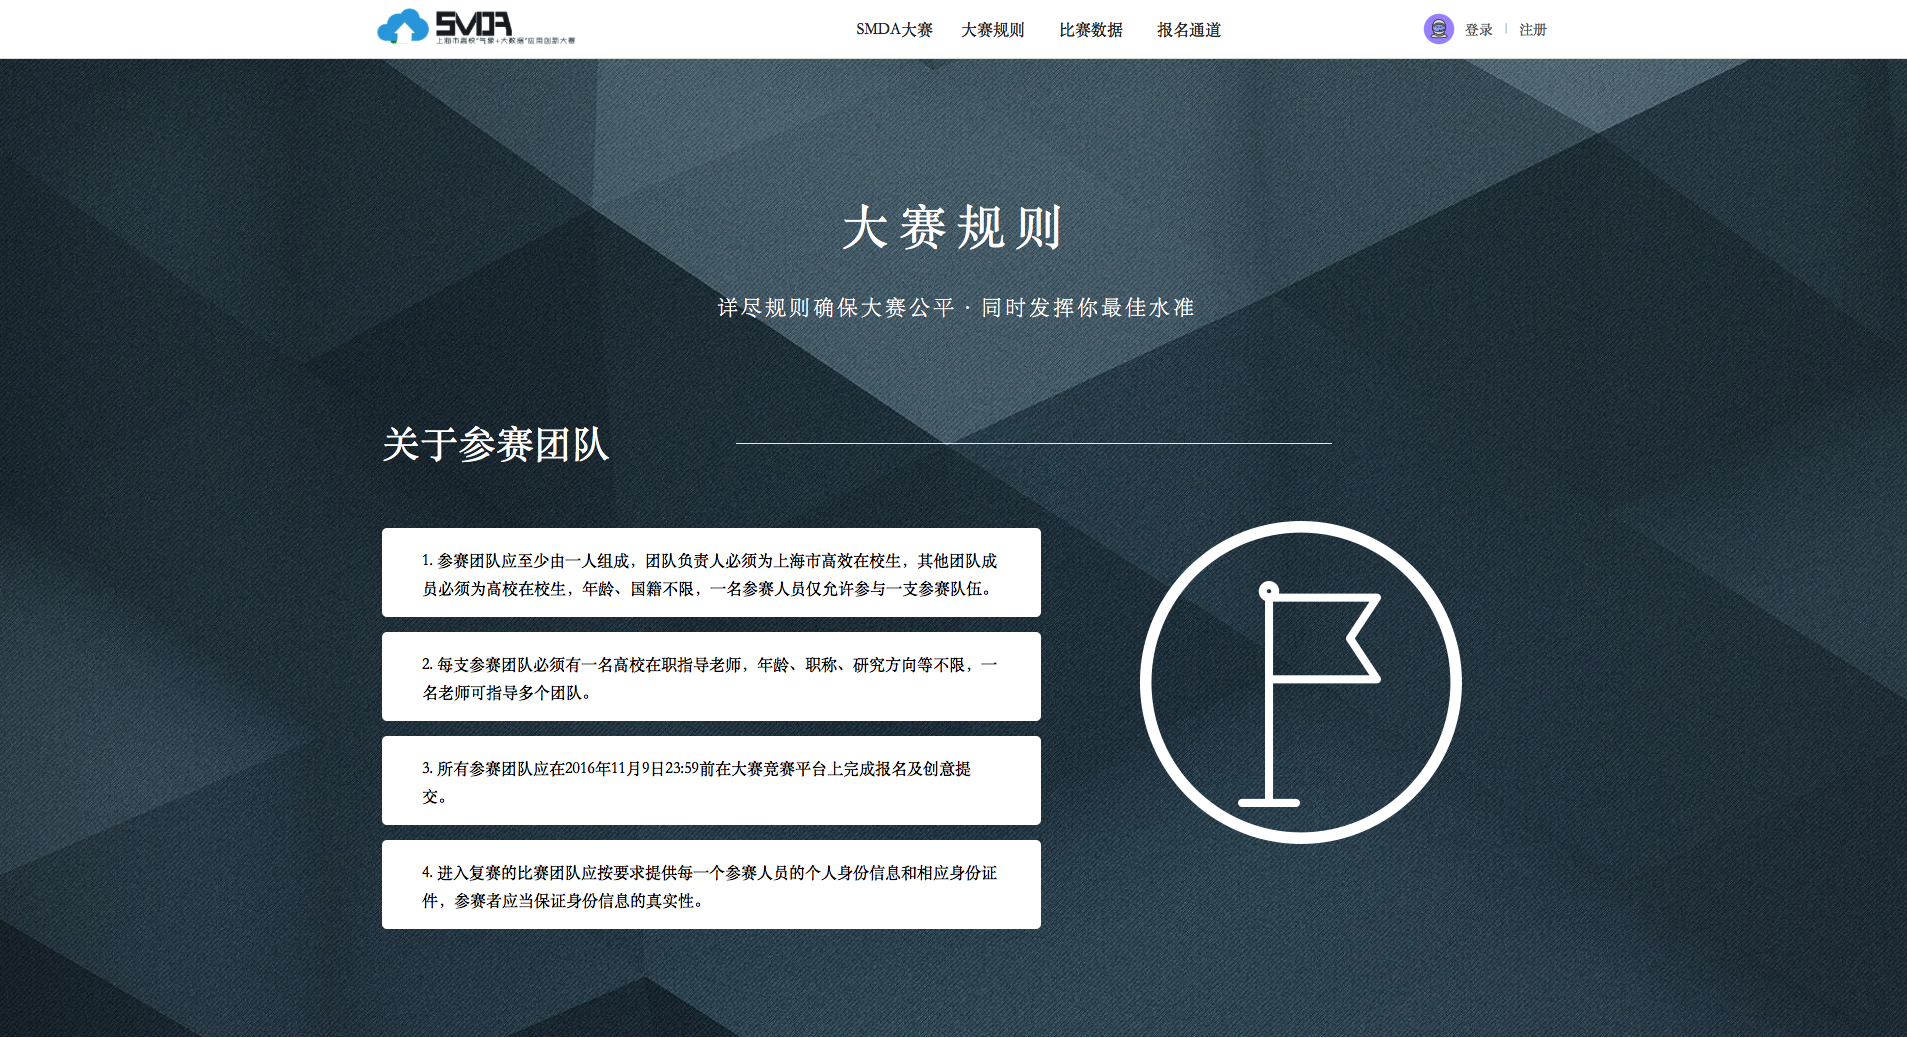 SMDA
上海市高校"气象+大数据"应用创新大赛
SMDA大赛 大赛规则 比赛数据 报名通道
登录 | 注册
大赛规则
详尽规则确保大赛公平 · 同时发挥你最佳水准
关于参赛团队
1. 参赛团队应至少由一人组成，团队负责人必须为上海市高效在校生，其他团队成
员必须为高校在校生，年龄、国籍不限，一名参赛人员仅允许参与一支参赛队伍。
2. 每支参赛团队必须有一名高校在职指导老师，年龄、职称、研究方向等不限，一
名老师可指导多个团队。
3. 所有参赛团队应在2016年11月9日23:59前在大赛竞赛平台上完成报名及创意提
交。
4. 进入复赛的比赛团队应按要求提供每一个参赛人员的个人身份信息和相应身份证
件，参赛者应当保证身份信息的真实性。